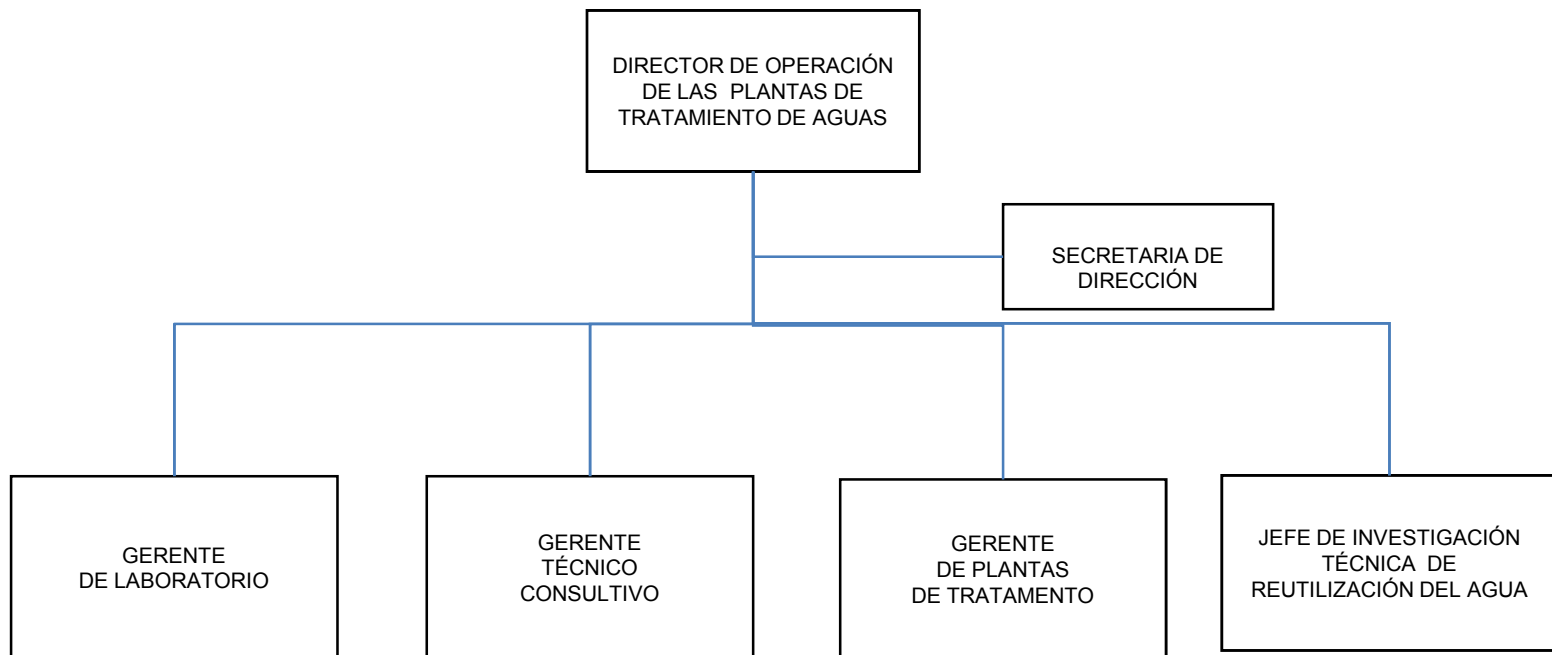 DIRECTOR DE OPERACIÓN
DE LAS PLANTAS DE
TRATAMIENTO DE AGUAS
SECRETARIA DE
DIRECCIÓN
GERENTE
DE LABORATORIO
GERENTE
TÉCNICO
CONSULTIVO
GERENTE
DE PLANTAS
DE TRATAMENTO
JEFE DE INVESTIGACIÓN
TÉCNICA DE
REUTILIZACIÓN DEL AGUA